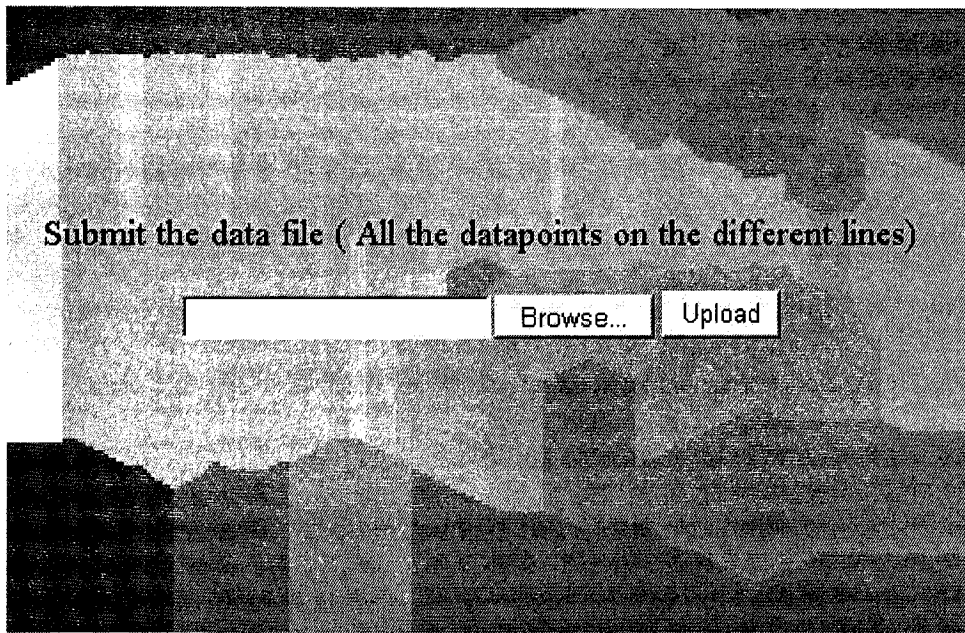 Submit the data file ( All the datapoints on the different lines)
Browse... Upload